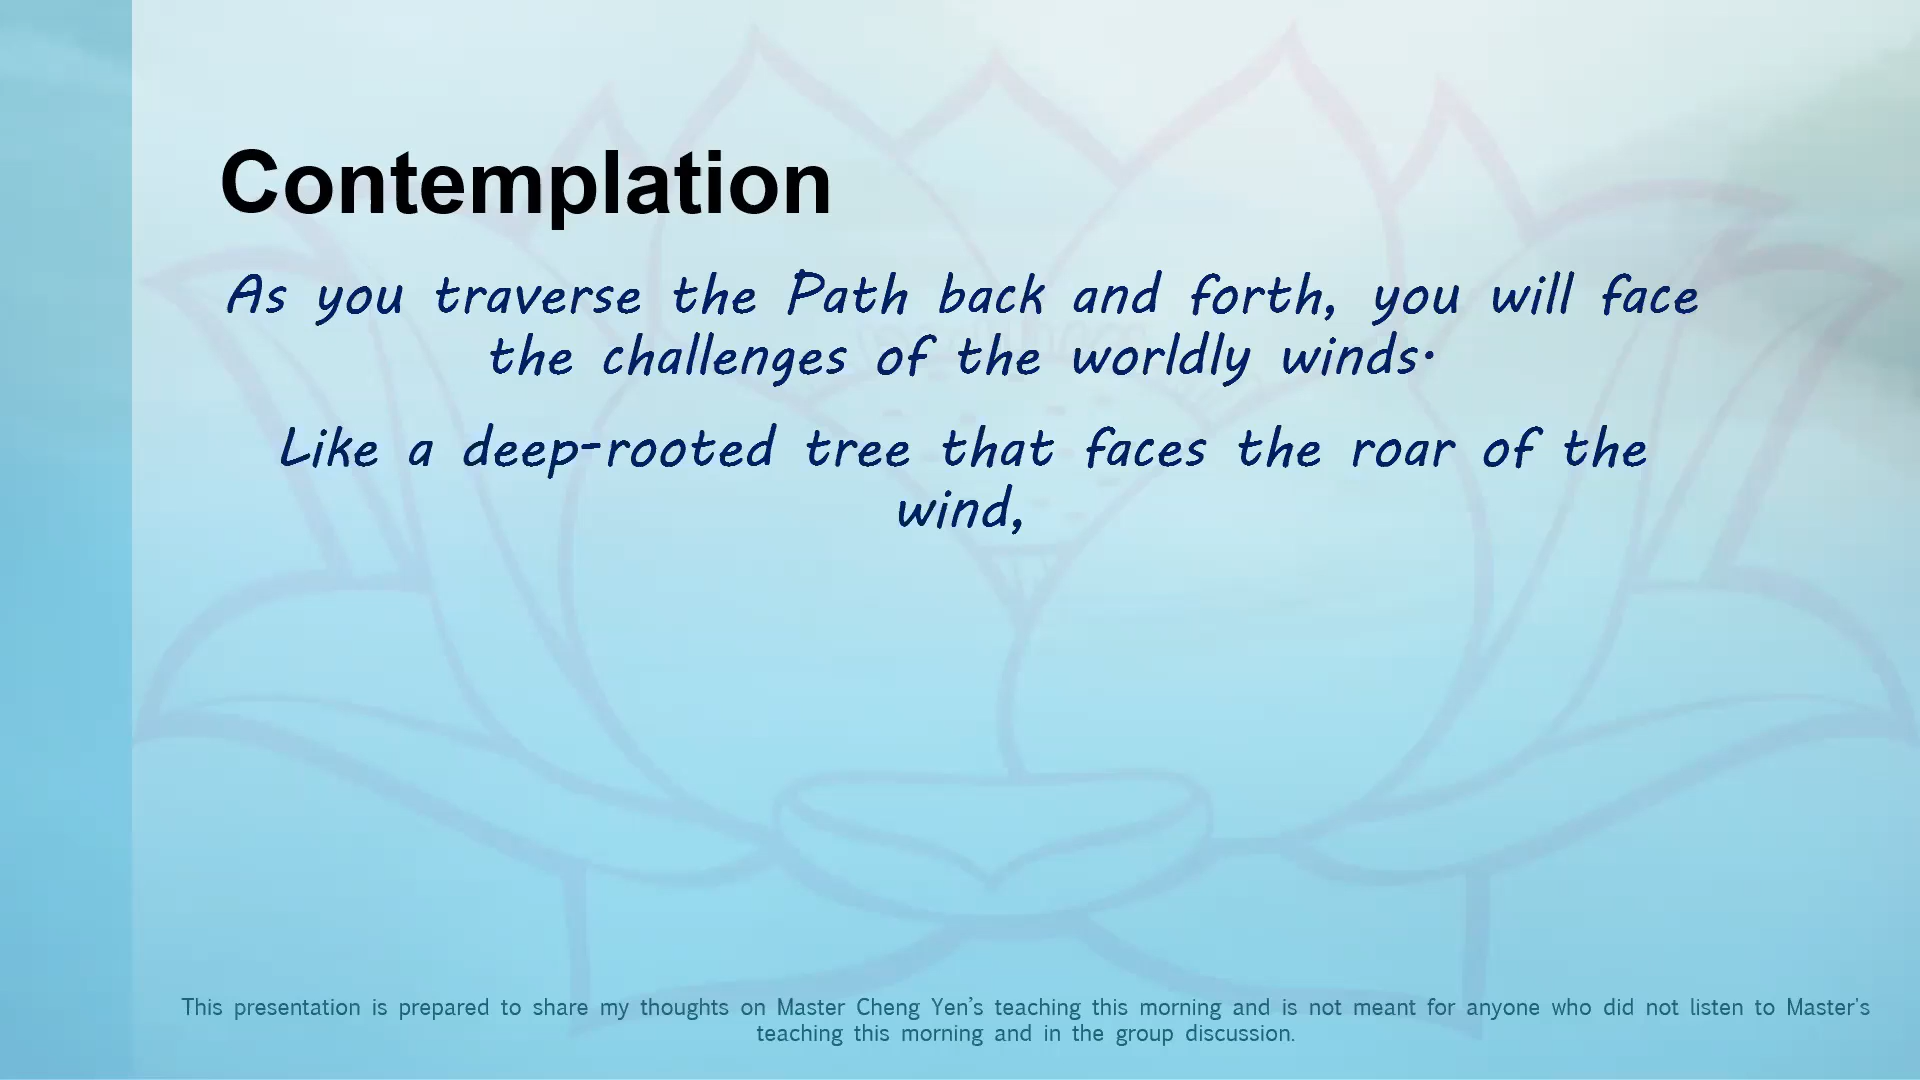 Contemplation
As you traverse the Path back and forth, you will face
the challenges of the worldly winds.
Like a deep-rooted tree that faces the roar of the
wind,
This presentation is prepared to share my thoughts on Master Cheng Yen’s teaching this morning and is not meant for anyone who did not listen to Master's
teaching this morning and in the group discussion.